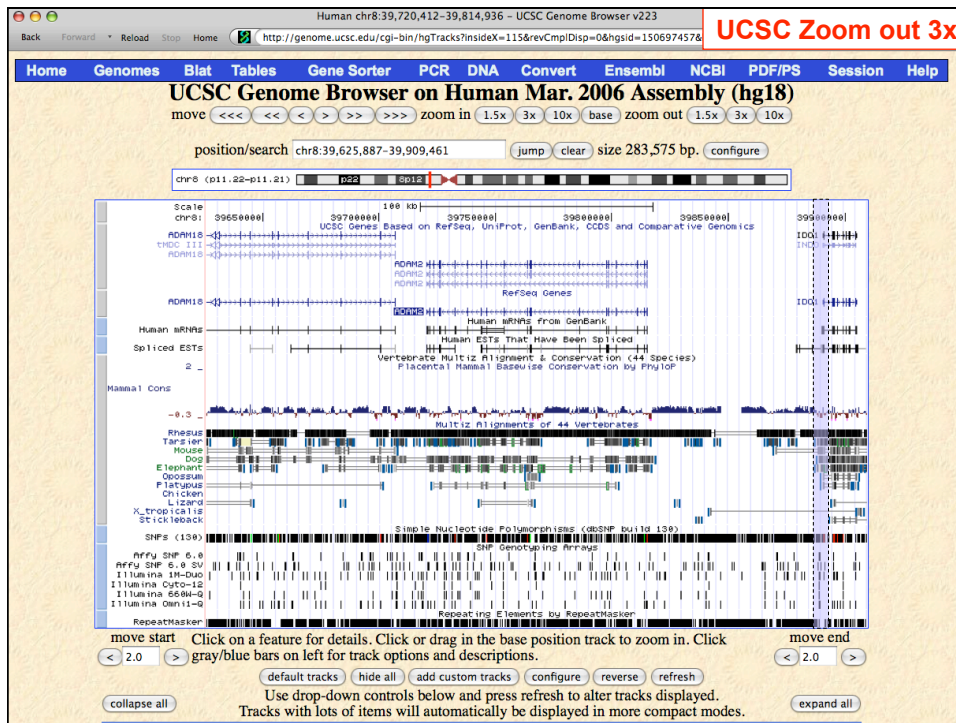 Human chr8:39,720,412-39,814,936 – UCSC Genome Browser v223
UCSC Zoom out 3x
Back Forward Reload Stop Home http://genome.ucsc.edu/cgi-bin/hgTracks?insideX=115&revCmplDisp=0&hgsid=150697457&
Home Genomes Blat Tables Gene Sorter PCR DNA Convert Ensembl NCBI PDF/PS Session Help
UCSC Genome Browser on Human Mar. 2006 Assembly (hg18)
move <<< << < > >> >>> zoom in 1.5x 3x 10x base zoom out 1.5x 3x 10x
position/search chr8:39,625,887-39,909,461 jump clear size 283,575 bp. configure
chr8 (p11.22-p11.21) p22 8p12
Scale 100 kb
chr8: 39650000 39700000 39750000 39800000 39850000 39900000
UCSC Genes Based on RefSeq, UniProt, GenBank, CCDS and Comparative Genomics
ADAM18 IDO1
tMDC III
ADAM18
ADAM2
ADAM2
ADAM2
RefSeq Genes
ADAM18 IDO1
ADAM2
Human mRNAs from GenBank
Human mRNAs
Human ESTs That Have Been Spliced
Spliced ESTs
Vertebrate Multiz Alignment & Conservation (44 Species)
2 _
Placental Mammal Basewise Conservation by PhyloP
Mammal Cons
-0.3 _
Multiz Alignments of 44 Vertebrates
Rhesus
Tarsier
Mouse
Dog
Elephant
Opossum
Platypus
Chicken
Lizard
X_tropicalis
Stickleback
Simple Nucleotide Polymorphisms (dbSNP build 130)
SNPs (130)
SNP Genotyping Arrays
Affy SNP 6.0
Affy SNP 6.0 SV
Illumina 1M-Duo
Illumina Cyto-12
Illumina 660W-Q
Illumina Omni1-Q
Repeating Elements by RepeatMasker
RepeatMasker
move start Click on a feature for details. Click or drag in the base position track to zoom in. Click move end
< 2.0 > gray/blue bars on left for track options and descriptions. < 2.0 >
default tracks hide all add custom tracks configure reverse refresh
collapse all Use drop-down controls below and press refresh to alter tracks displayed. expand all
Tracks with lots of items will automatically be displayed in more compact modes.